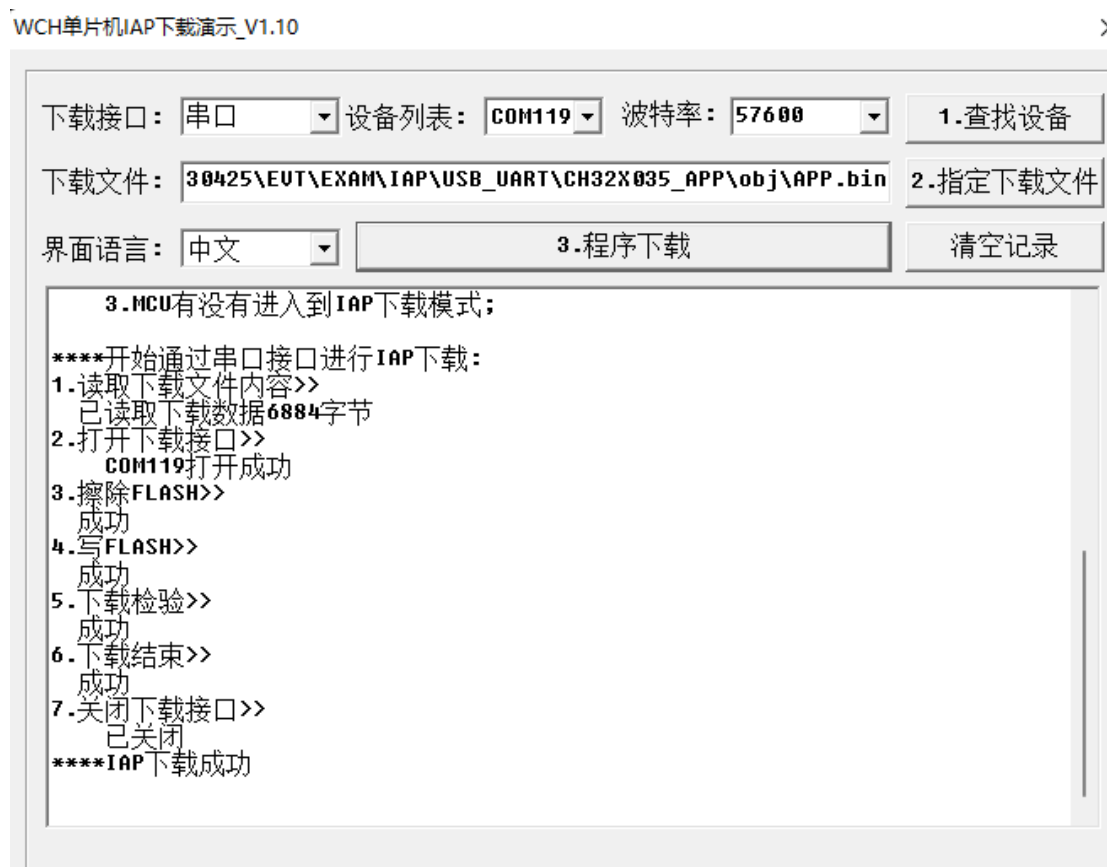 WCH单片机IAP下载演示_V1.10
下载接口: 串口 设备列表: COM119 波特率: 57600 1.查找设备
下载文件: 30425\EVT\EXAM\IAP\USB_UART\CH32X035_APP\obj\APP.bin 2.指定下载文件
界面语言: 中文 3.程序下载 清空记录
3.MCU有没有进入到IAP下载模式;
****开始通过串口接口进行IAP下载:
1.读取下载文件内容>>
已读取下载数据6884字节
2.打开下载接口>>
COM119打开成功
3.擦除FLASH>>
成功
4.写FLASH>>
成功
5.下载检验>>
成功
6.下载结束>>
成功
7.关闭下载接口>>
已关闭
****IAP下载成功